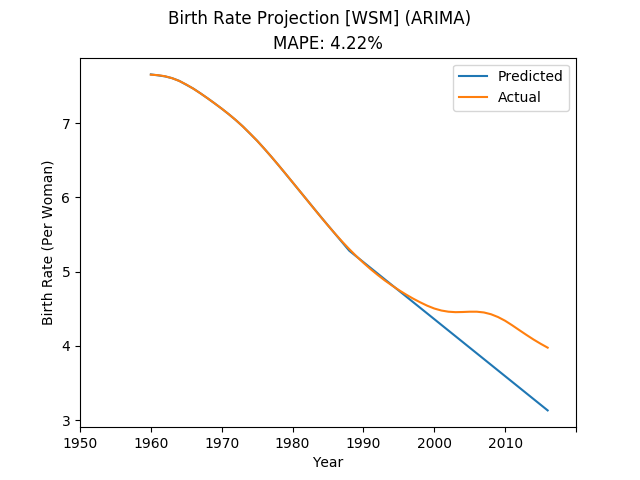 Birth Rate Projection [WSM] (ARIMA)
MAPE: 4.22%
Predicted
Actual
7
6
5
4
3
Birth Rate (Per Woman)
1950 1960 1970 1980 1990 2000 2010
Year